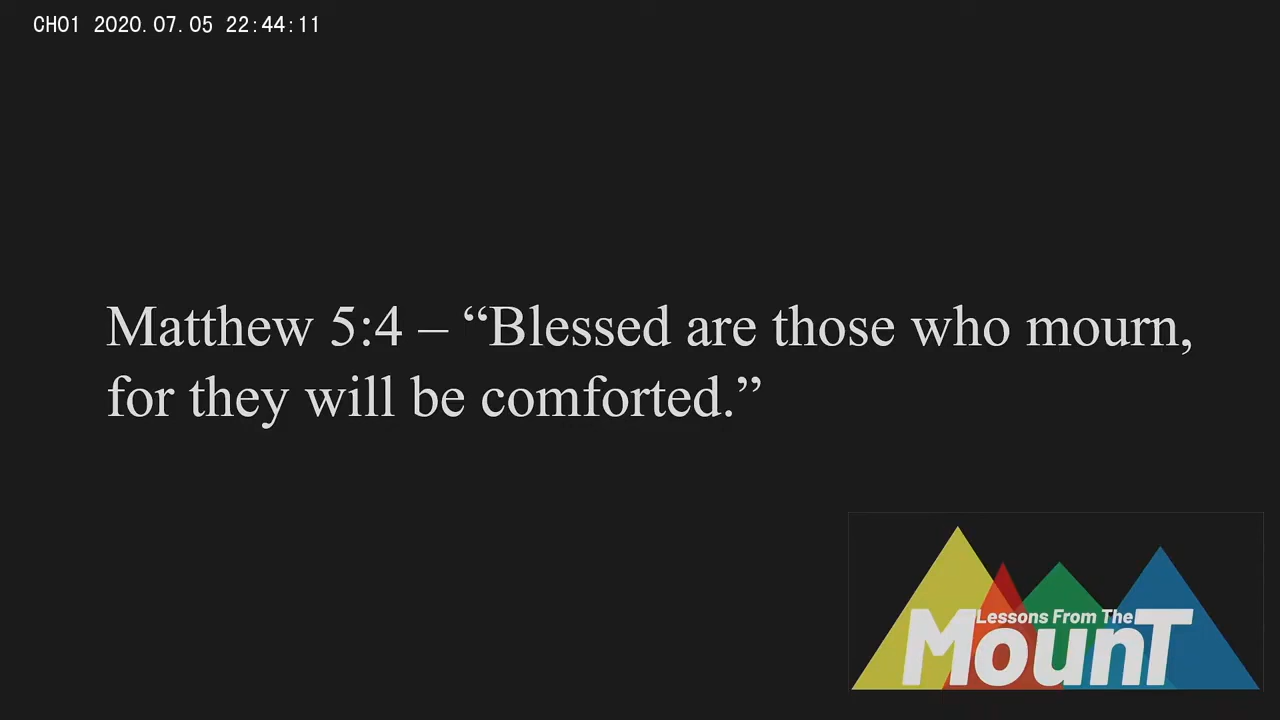 CH01 2020.07.05 22:44:11
Matthew 5:4 – “Blessed are those who mourn,
for they will be comforted.”
Lessons From The
MounT